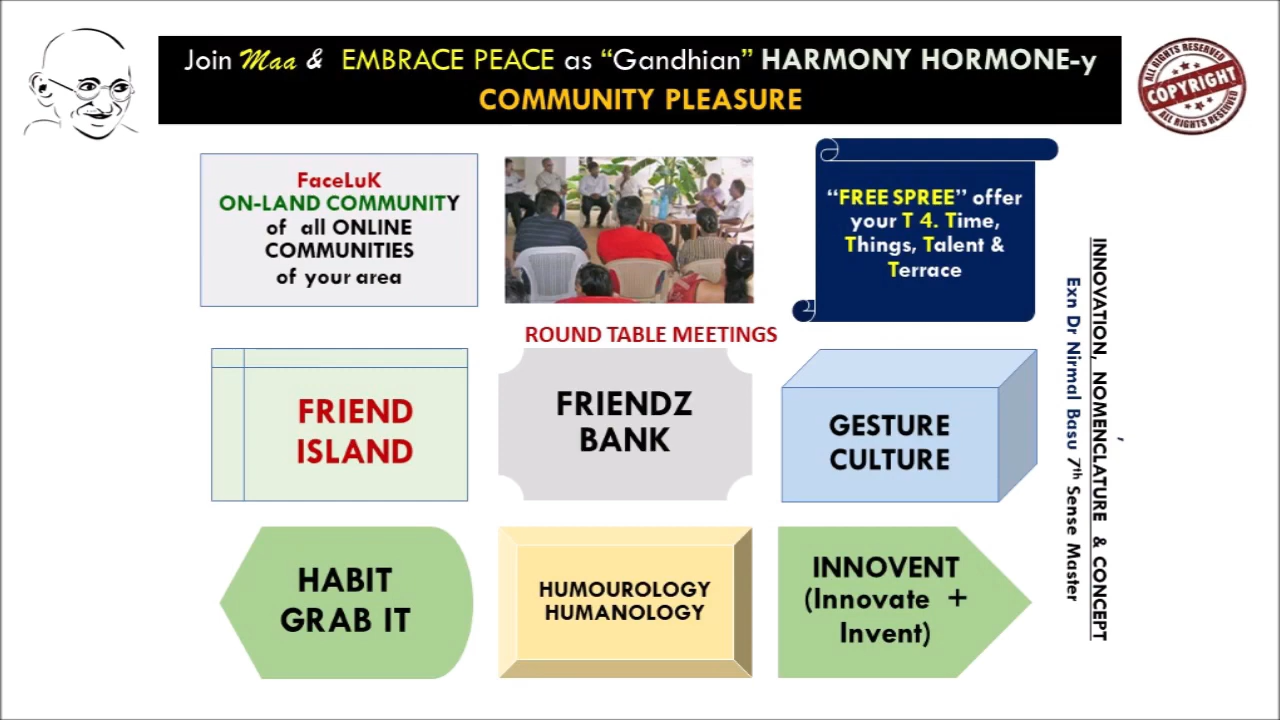 Join Maa & EMBRACE PEACE as “Gandhian” HARMONY HORMONE-y
COMMUNITY PLEASURE
ALL RIGHTS RESERVED
COPYRIGHT
ALL RIGHTS RESERVED
FaceLuK
ON-LAND COMMUNITY
of all ONLINE
COMMUNITIES
of your area
“FREE SPREE” offer
your T 4. Time,
Things, Talent &
Terrace
ROUND TABLE MEETINGS
FRIEND
ISLAND
FRIENDZ
BANK
GESTURE
CULTURE
HABIT
GRAB IT
HUMOUROLOGY
HUMANOLOGY
INNOVENT
(Innovate +
Invent)
INNOVATION, NOMENCLATURE & CONCEPT
Exn Dr Nirmal Basu 7th Sense Master